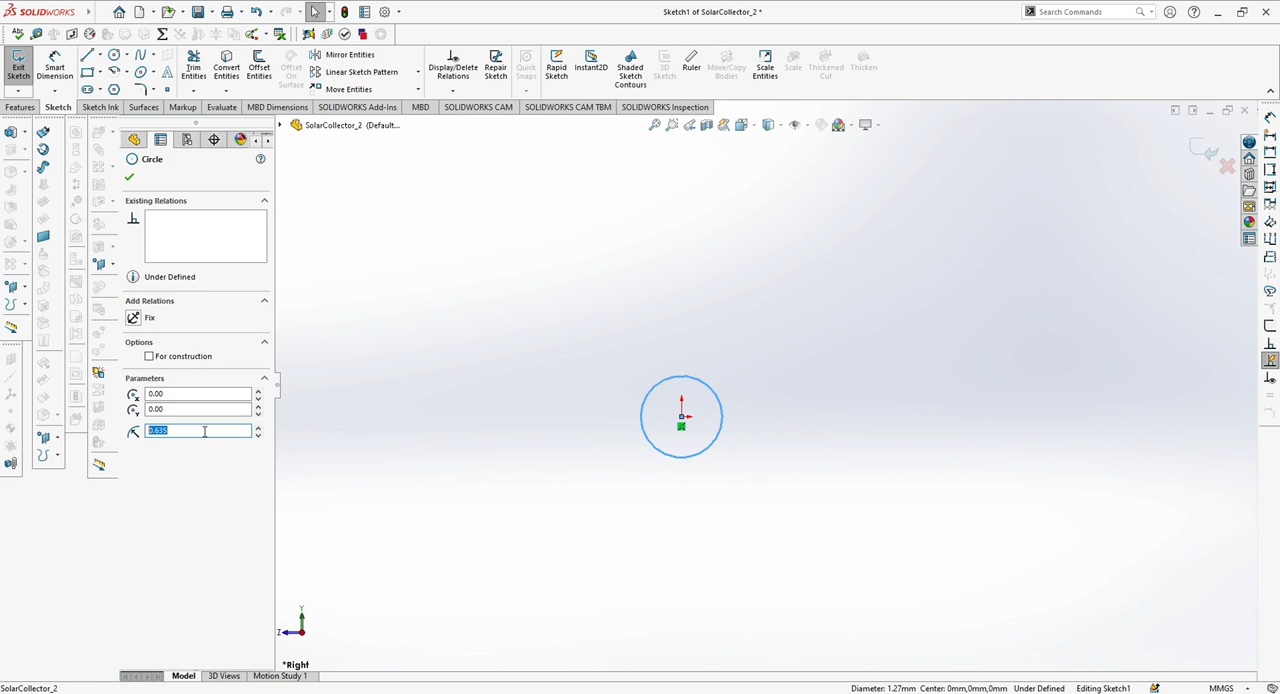 SOLIDWORKS
Sketch1 of SolarCollector_2 *
Search Commands
Exit Sketch
Smart Dimension
Trim Entities
Convert Entities
Offset Entities
Offset On Surface
Mirror Entities
Linear Sketch Pattern
Move Entities
Display/Delete Relations
Repair Sketch
Quick Snaps
Rapid Sketch
Instant2D
Shaded Sketch Contours
3D Sketch
Ruler
Move/Copy Bodies
Scale Entities
Scale
Thickened Cut
Thicken
Features
Sketch
Sketch Ink
Surfaces
Markup
Evaluate
MBD Dimensions
SOLIDWORKS Add-Ins
MBD
SOLIDWORKS CAM
SOLIDWORKS CAM TBM
SOLIDWORKS Inspection
SolarCollector_2 (Default...
Circle
Existing Relations
Under Defined
Add Relations
Fix
Options
For construction
Parameters
0.00
0.00
0.635
Y
Z
*Right
Model
3D Views
Motion Study 1
SolarCollector_2
Diameter: 1.27mm Center: 0mm,0mm,0mm
Under Defined
Editing Sketch1
MMGS